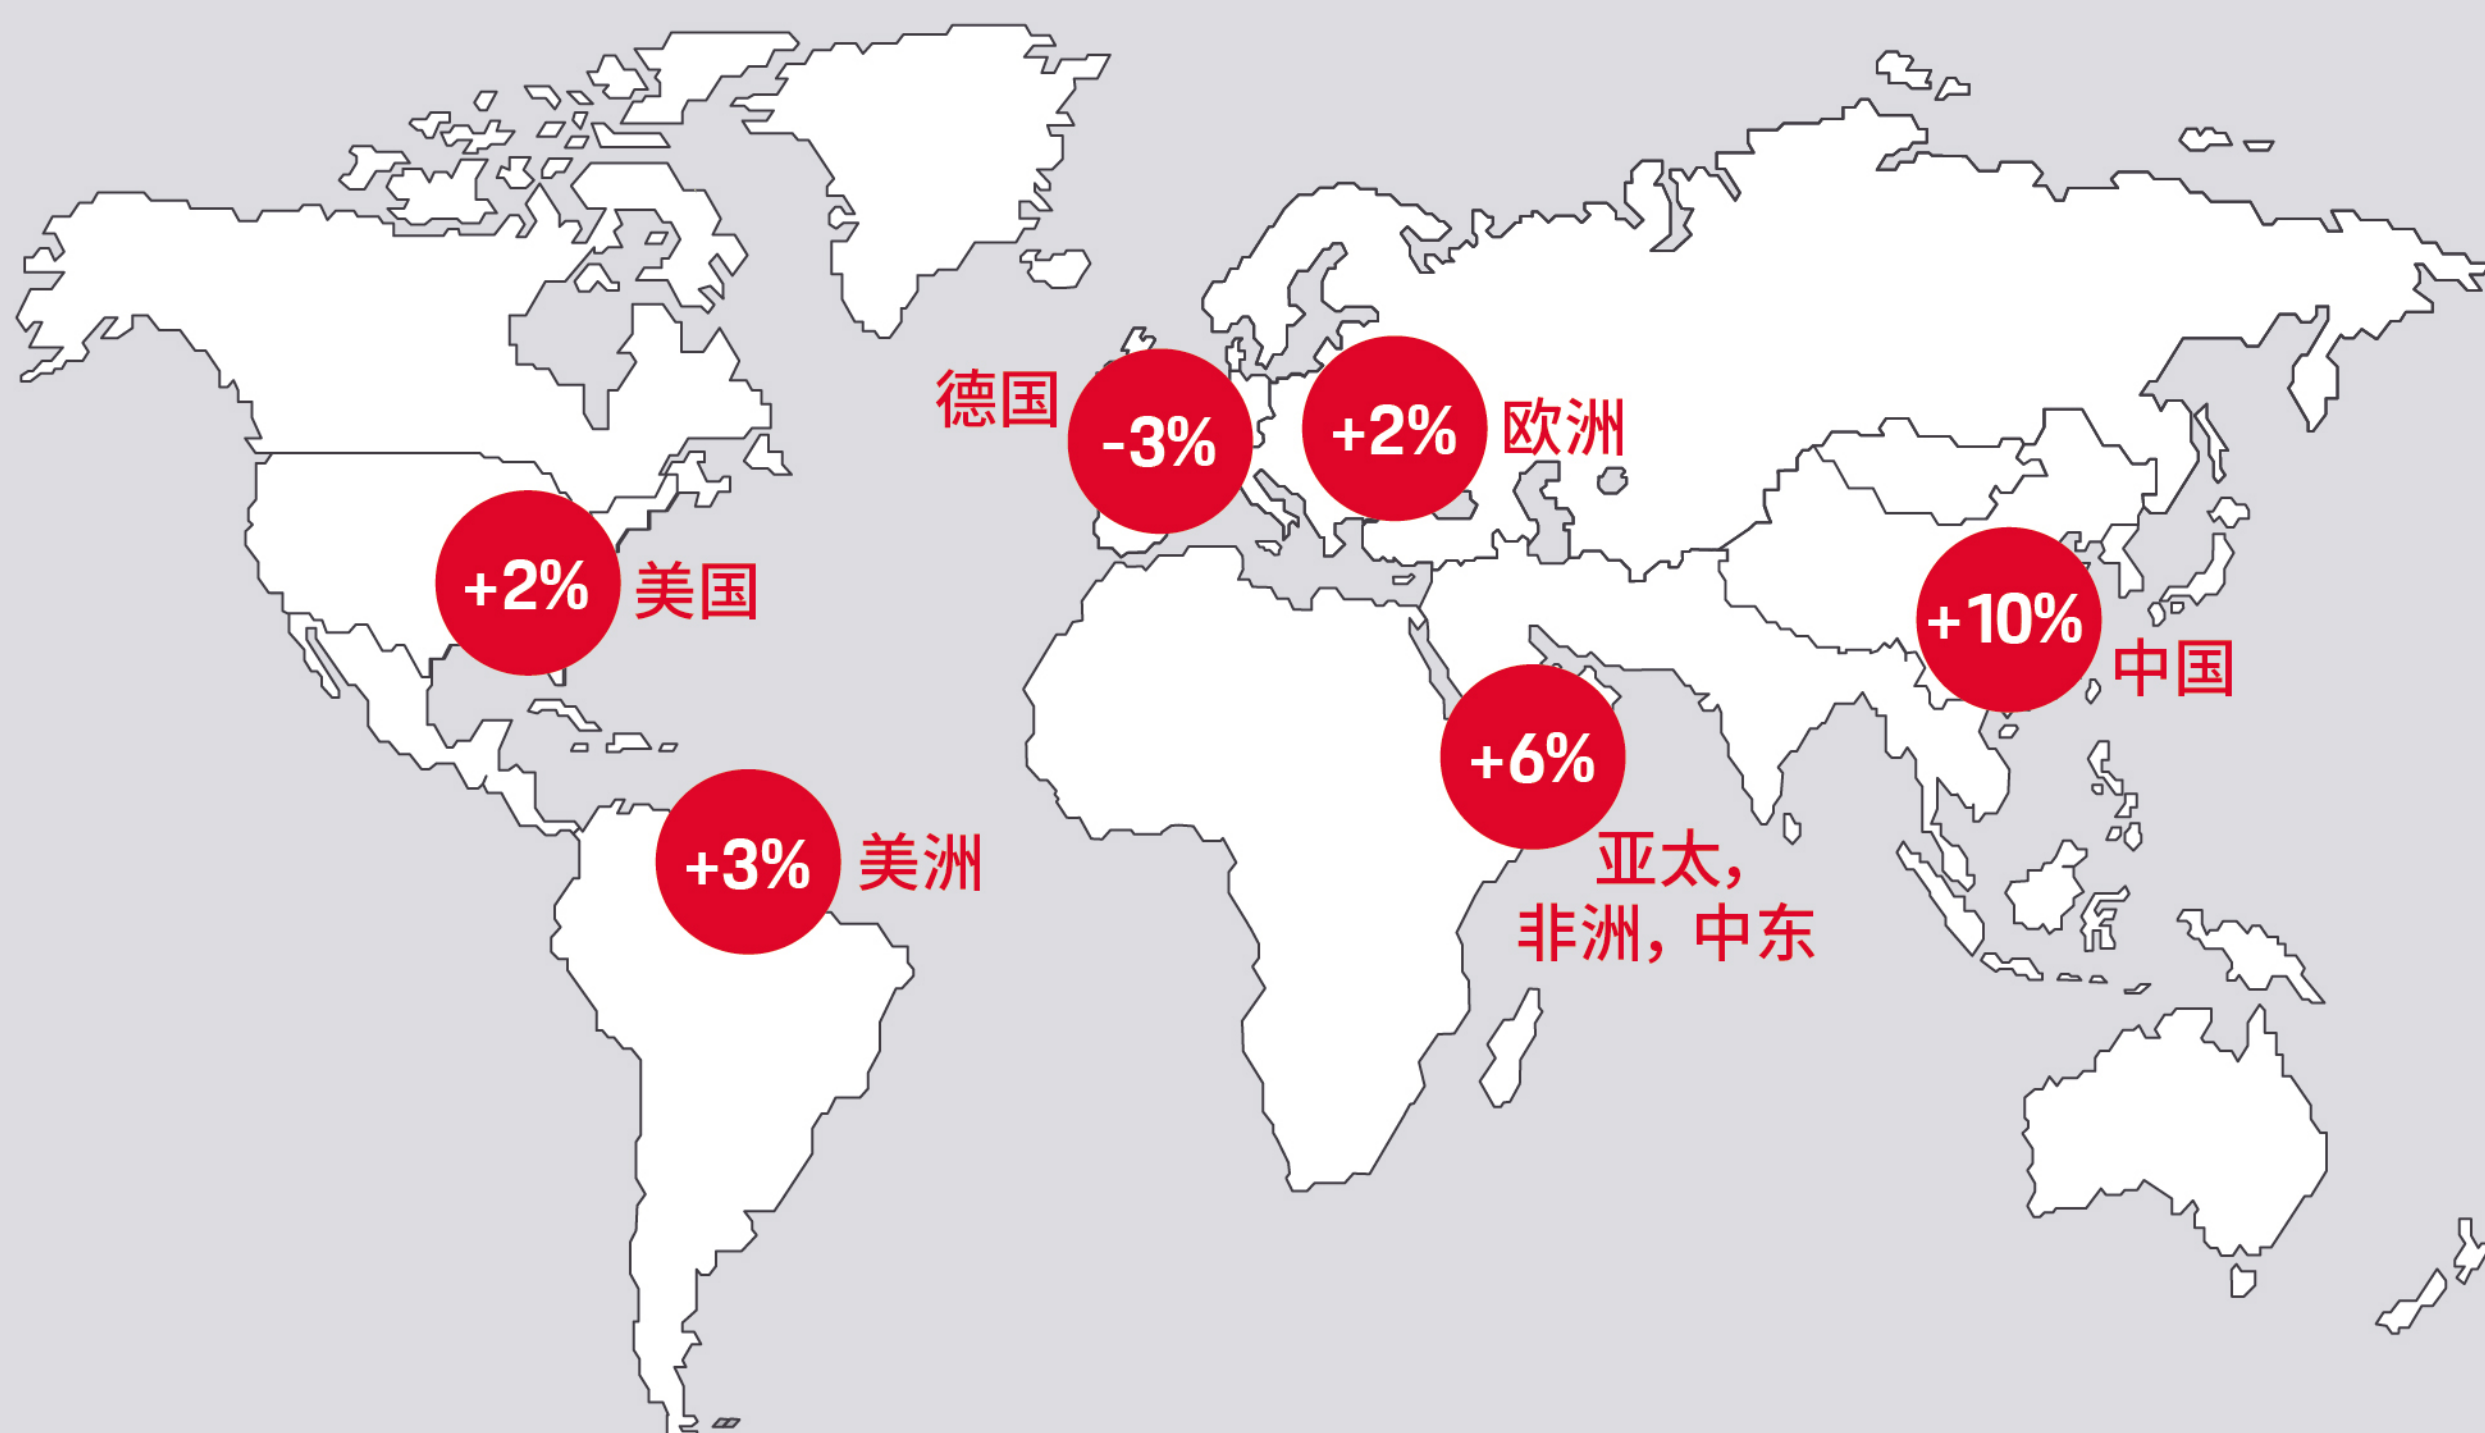 德国
-3%
+2%
欧洲
+2%
美国
+10%
中国
+6%
亚太，
非洲，中东
+3%
美洲